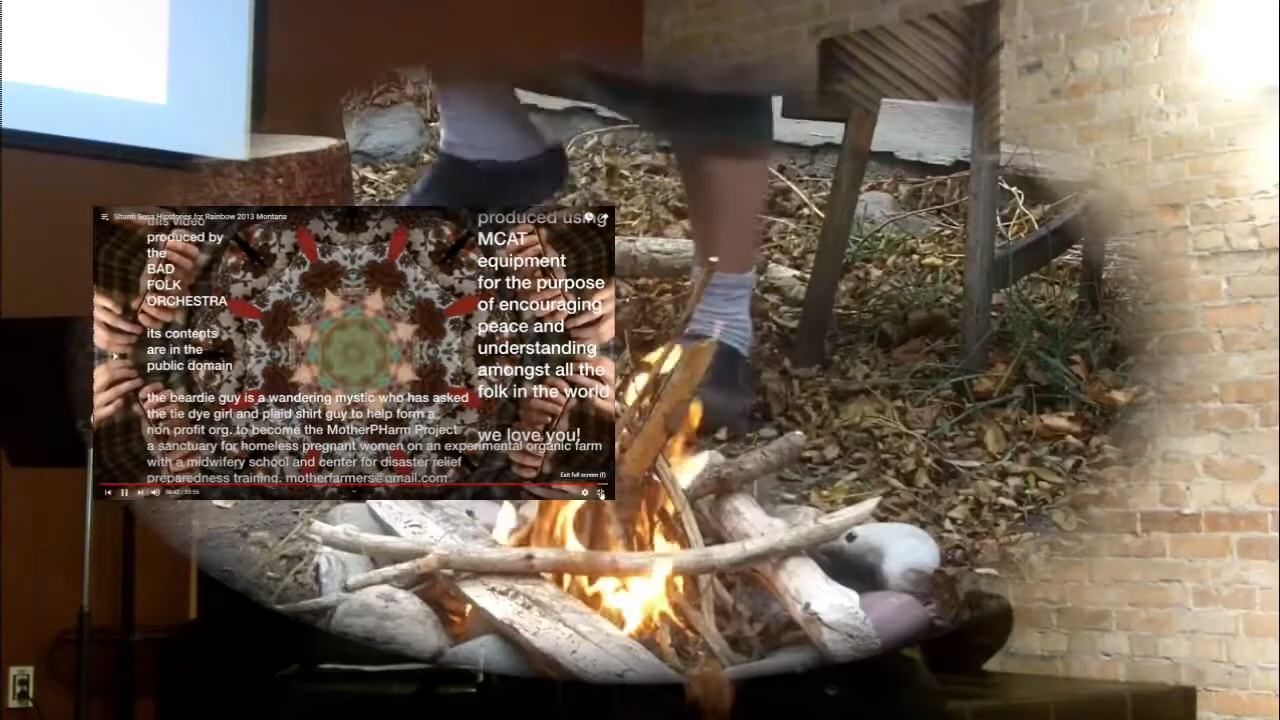 Shanti Sena Hipstories for Rainbow 2013 Montana
this video
produced by
the
BAD
FOLK
ORCHESTRA
its contents
are in the
public domain
produced using
MCAT
equipment
for the purpose
of encouraging
peace and
understanding
amongst all the
folk in the world
we love you!
the beardie guy is a wandering mystic who has asked
the tie dye girl and plaid shirt guy to help form a
non profit org. to become the MotherPHarm Project
a sanctuary for homeless pregnant women on an experimental organic farm
with a midwifery school and center for disaster relief
preparedness training. motherfarmers@gmail.com
Exit full screen (f)